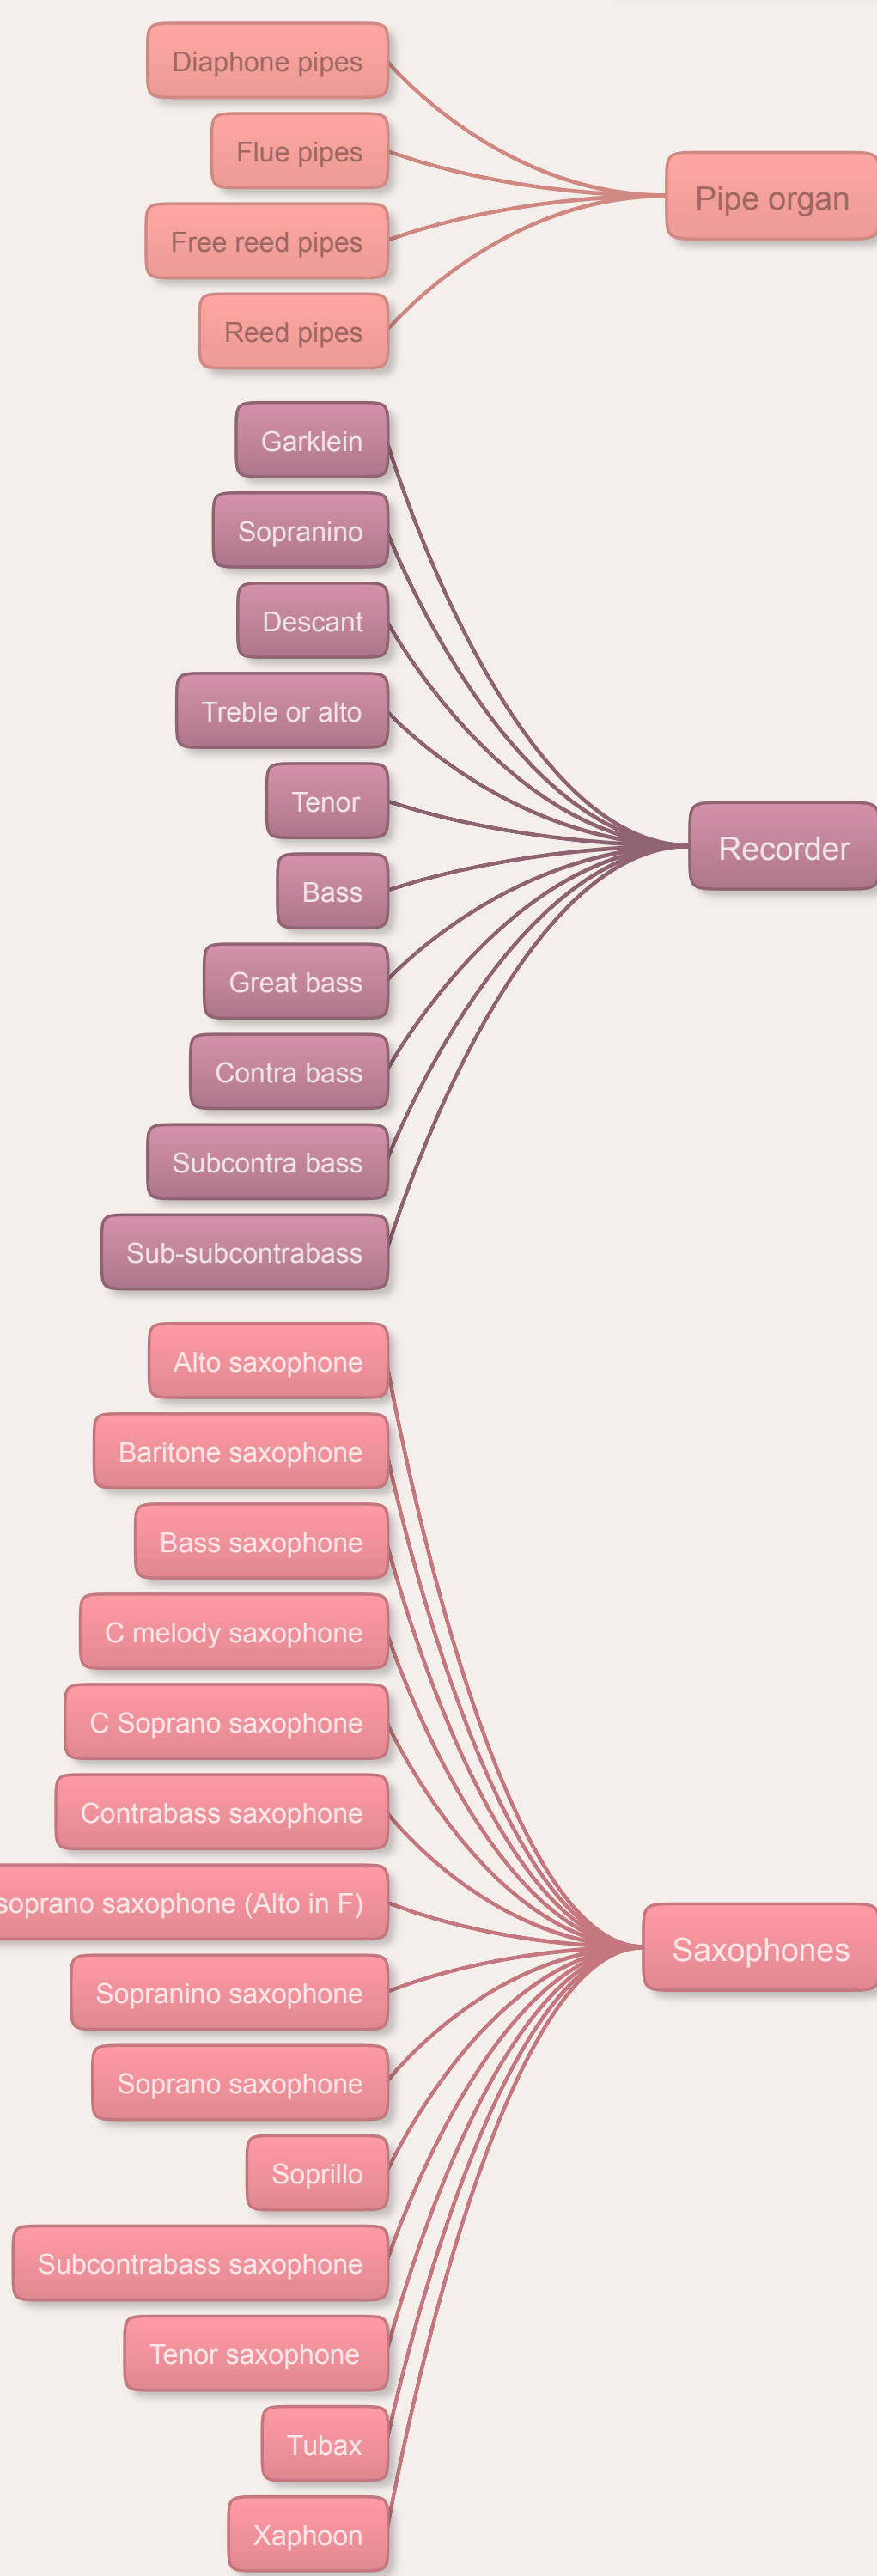 Diaphone pipes
Flue pipes
Free reed pipes
Reed pipes
Pipe organ
Garklein
Sopranino
Descant
Treble or alto
Tenor
Bass
Great bass
Contra bass
Subcontra bass
Sub-subcontrabass
Recorder
Alto saxophone
Baritone saxophone
Bass saxophone
C melody saxophone
C Soprano saxophone
Contrabass saxophone
soprano saxophone (Alto in F)
Sopranino saxophone
Soprano saxophone
Soprillo
Subcontrabass saxophone
Tenor saxophone
Tubax
Xaphoon
Saxophones